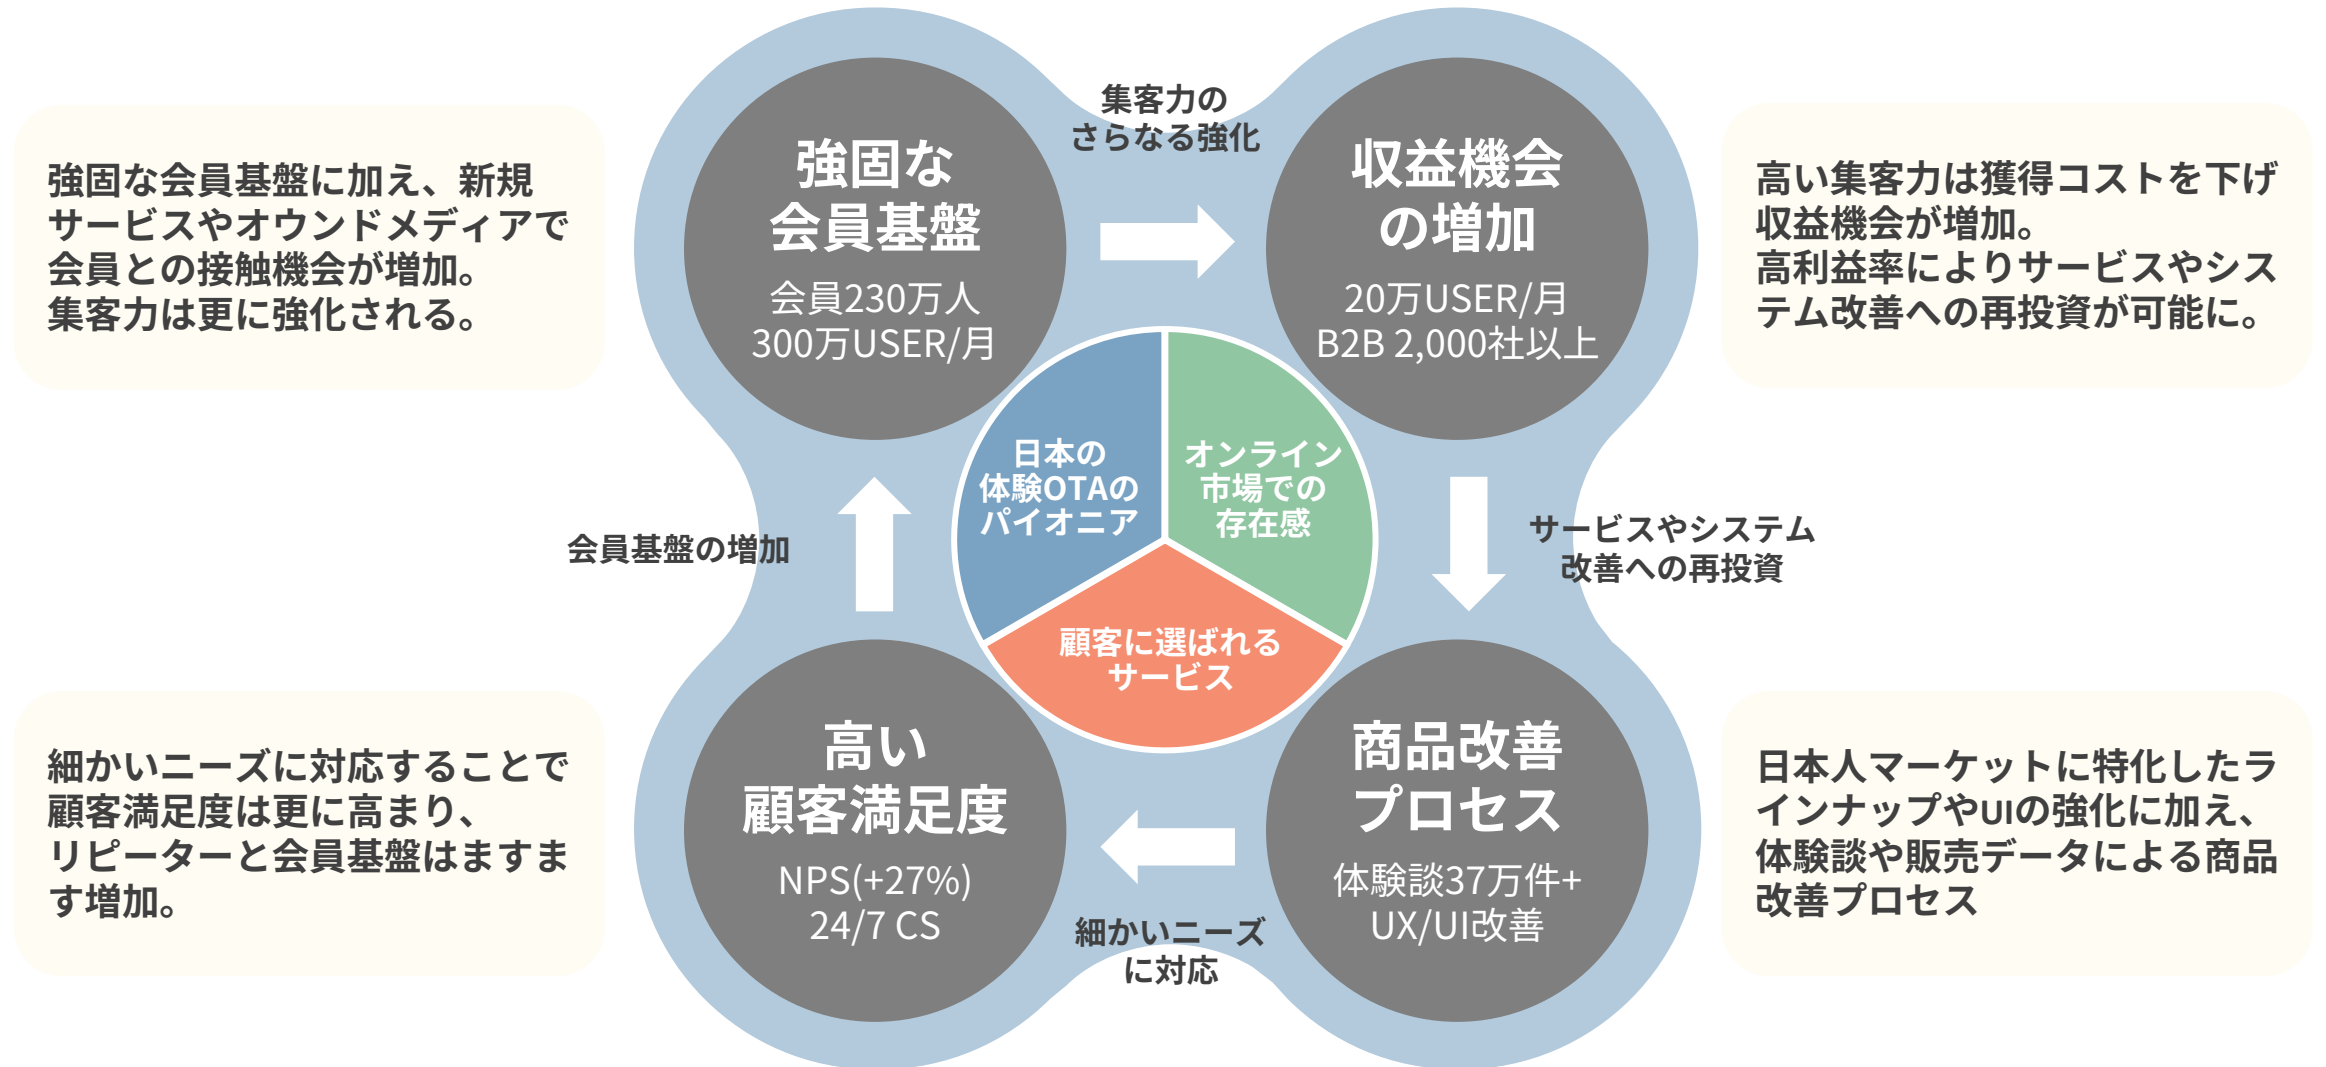 強固な会員基盤に加え、新規
サービスやオウンドメディアで
会員との接触機会が増加。
集客力は更に強化される。
強固な
会員基盤
会員230万人
300万USER/月
集客力の
さらなる強化
収益機会
の増加
20万USER/月
B2B 2,000社以上
高い集客力は獲得コストを下げ
収益機会が増加。
高利益率によりサービスやシス
テム改善への再投資が可能に。
会員基盤の増加
日本の
体験OTAの
パイオニア
オンライン
市場での
存在感
顧客に選ばれる
サービス
サービスやシステム
改善への再投資
細かいニーズに対応することで
顧客満足度は更に高まり、
リピーターと会員基盤はますま
す増加。
高い
顧客満足度
NPS(+27%)
24/7 CS
細かいニーズ
に対応
商品改善
プロセス
体験談37万件+
UX/UI改善
日本人マーケットに特化したラ
インナップやUIの強化に加え、
体験談や販売データによる商品
改善プロセス